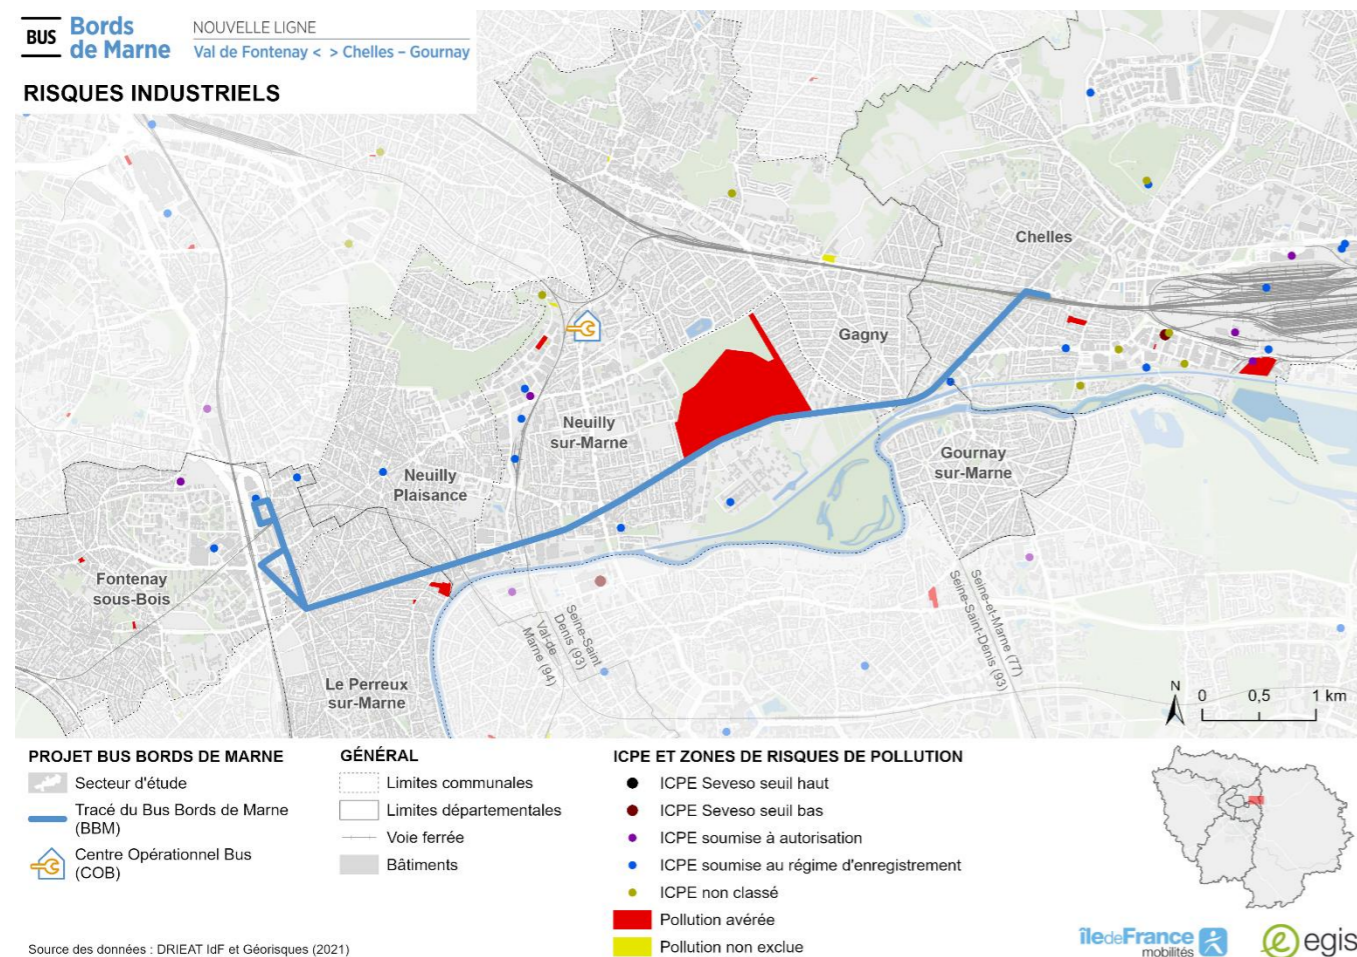 BUS
Bords
de Marne
NOUVELLE LIGNE
Val de Fontenay < > Chelles – Gournay
RISQUES INDUSTRIELS
Chelles
Gagny
Neuilly
sur-Marne
Gournay
sur-Marne
Neuilly
Plaisance
Fontenay
sous-Bois
Le Perreux
sur-Marne
Seine-Saint
Denis (93)
Val-de
Marne (94)
Seine-et-Marne (77)
Seine-Saint-Denis (93)
N
0 0,5 1 km
PROJET BUS BORDS DE MARNE
Secteur d'étude
Tracé du Bus Bords de Marne
(BBM)
Centre Opérationnel Bus
(COB)
GÉNÉRAL
Limites communales
Limites départementales
Voie ferrée
Bâtiments
ICPE ET ZONES DE RISQUES DE POLLUTION
ICPE Seveso seuil haut
ICPE Seveso seuil bas
ICPE soumise à autorisation
ICPE soumise au régime d'enregistrement
ICPE non classé
Pollution avérée
Pollution non exclue
Source des données : DRIEAT IdF et Géorisques (2021)
îledeFrance
mobilités
egis